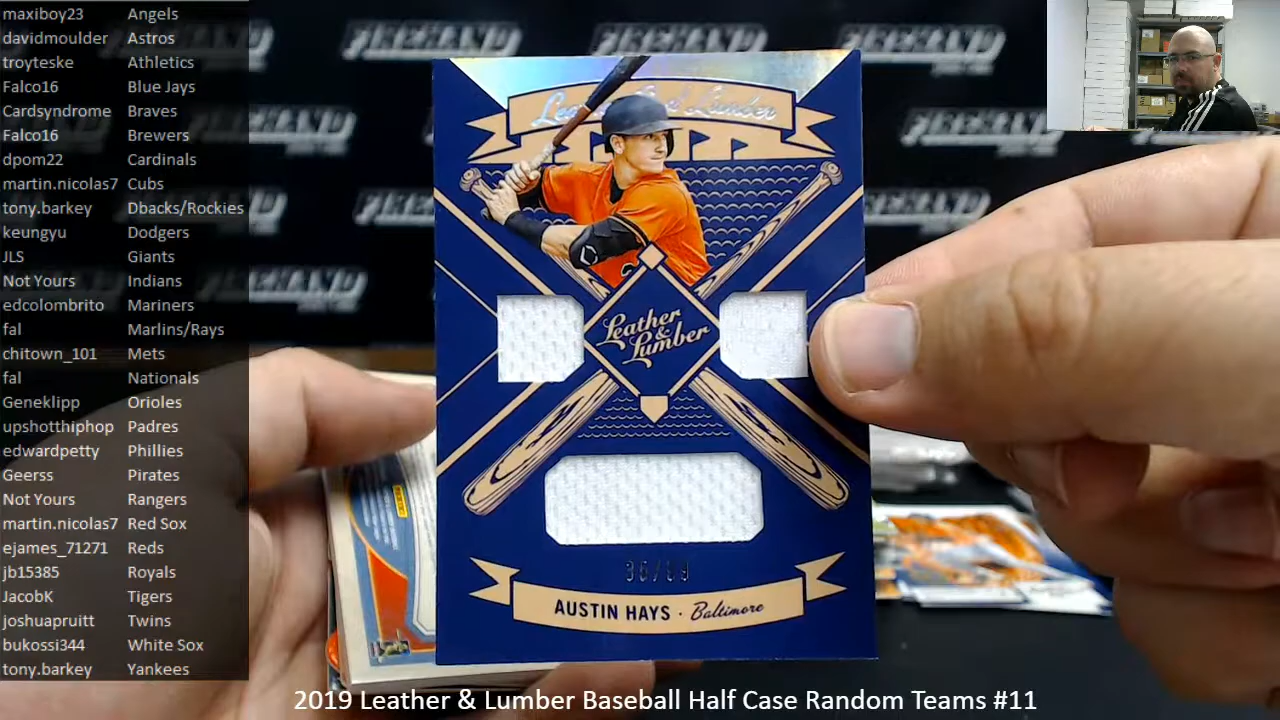 maxiboy23 Angels
davidmoulder Astros
troyteske Athletics
Falco16 Blue Jays
Cardsyndrome Braves
Falco16 Brewers
dpom22 Cardinals
martin.nicolas7 Cubs
tony.barkey Dbacks/Rockies
keungyu Dodgers
JLS Giants
Not Yours Indians
edcolombrito Mariners
fal Marlins/Rays
chitown_101 Mets
fal Nationals
Geneklipp Orioles
upshotthiphop Padres
edwardpetty Phillies
Geerss Pirates
Not Yours Rangers
martin.nicolas7 Red Sox
ejames_71271 Reds
jb15385 Royals
JacobK Tigers
joshuapruitt Twins
bukossi344 White Sox
tony.barkey Yankees
FIREHAND FIREHAND FIREHAND
Leather
&
Lumber
AUSTIN HAYS · Baltimore
2019 Leather & Lumber Baseball Half Case Random Teams #11